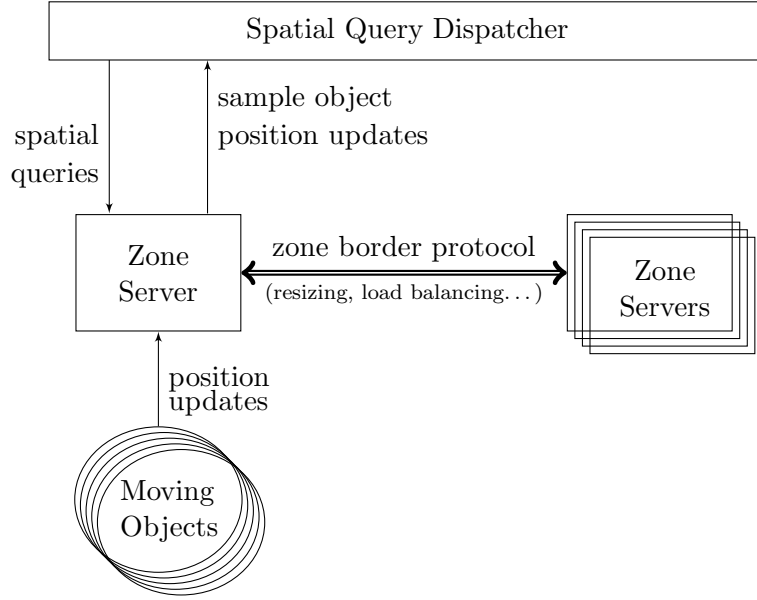 Spatial Query Dispatcher
spatial
queries
sample object
position updates
Zone
Server
zone border protocol
(resizing, load balancing...)
Zone
Servers
position
updates
Moving
Objects